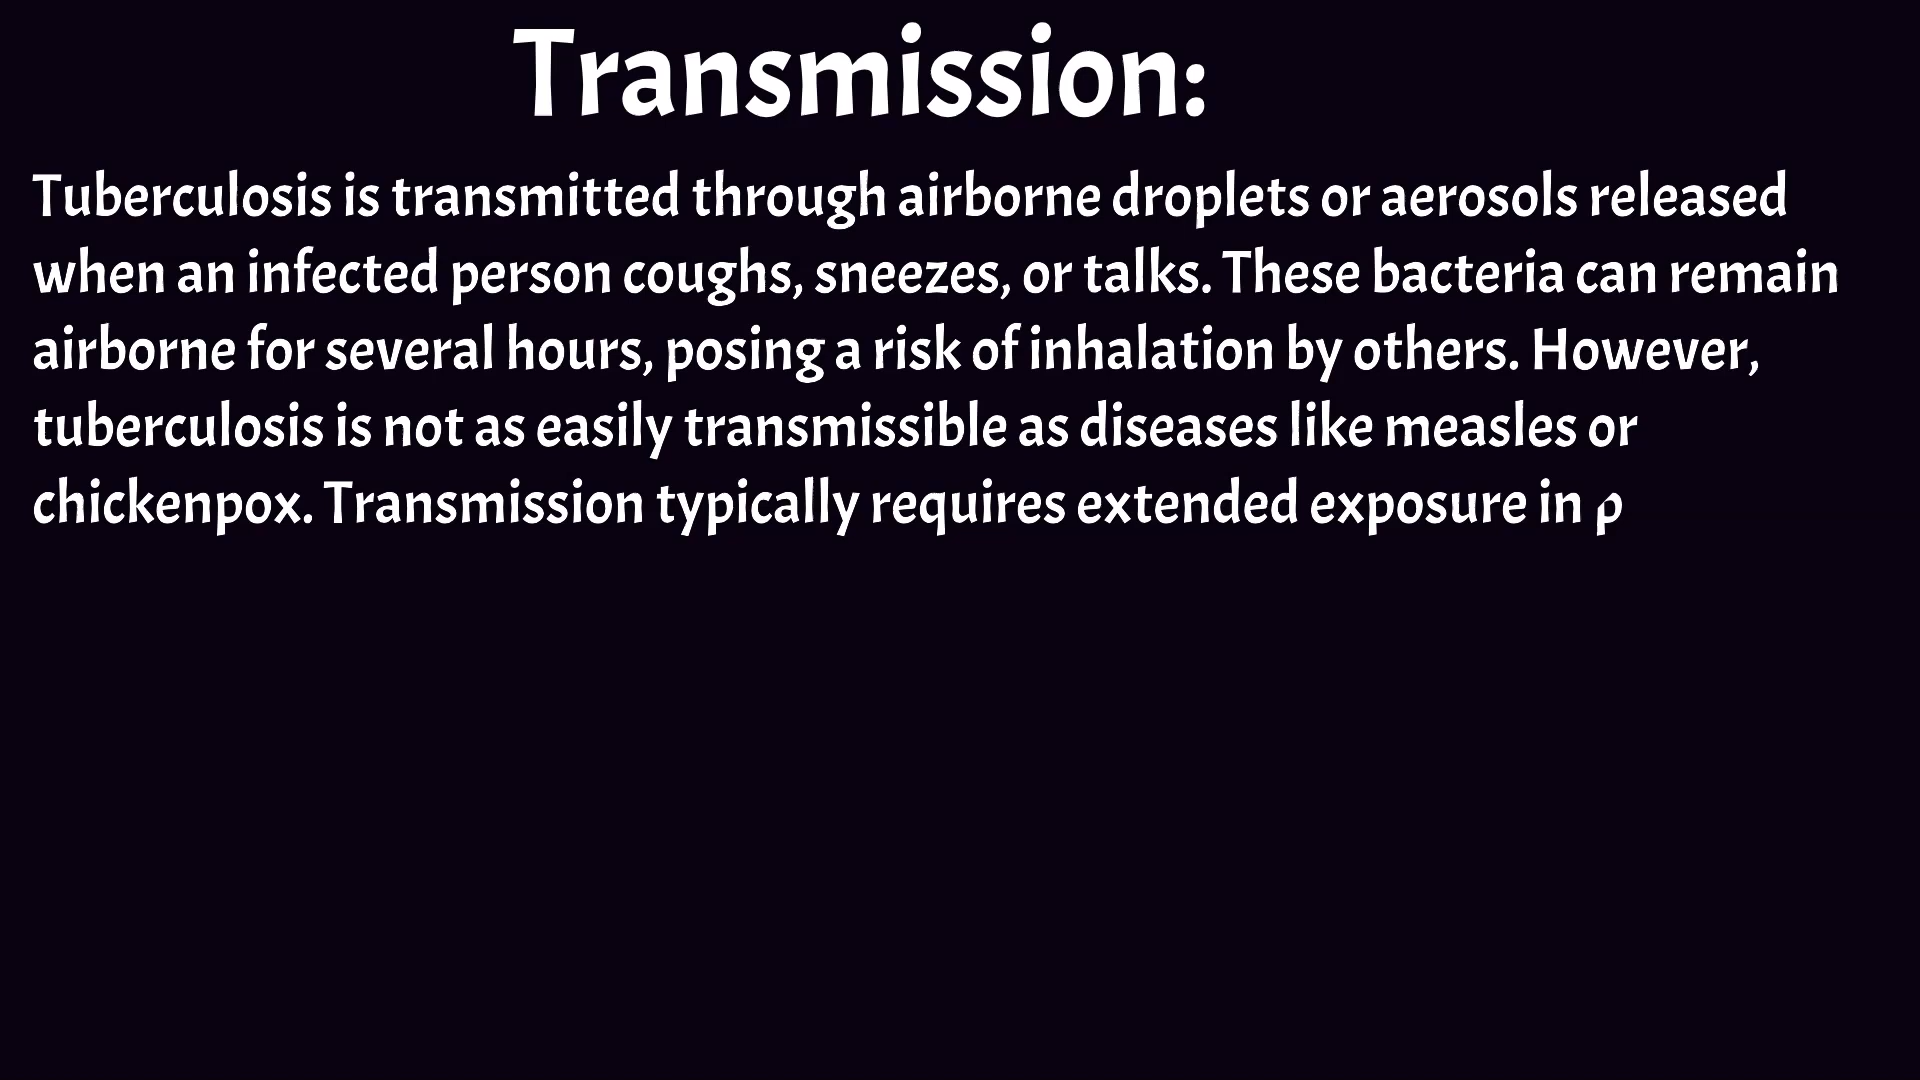 Transmission:
Tuberculosis is transmitted through airborne droplets or aerosols released
when an infected person coughs, sneezes, or talks. These bacteria can remain
airborne for several hours, posing a risk of inhalation by others. However,
tuberculosis is not as easily transmissible as diseases like measles or
chickenpox. Transmission typically requires extended exposure in p